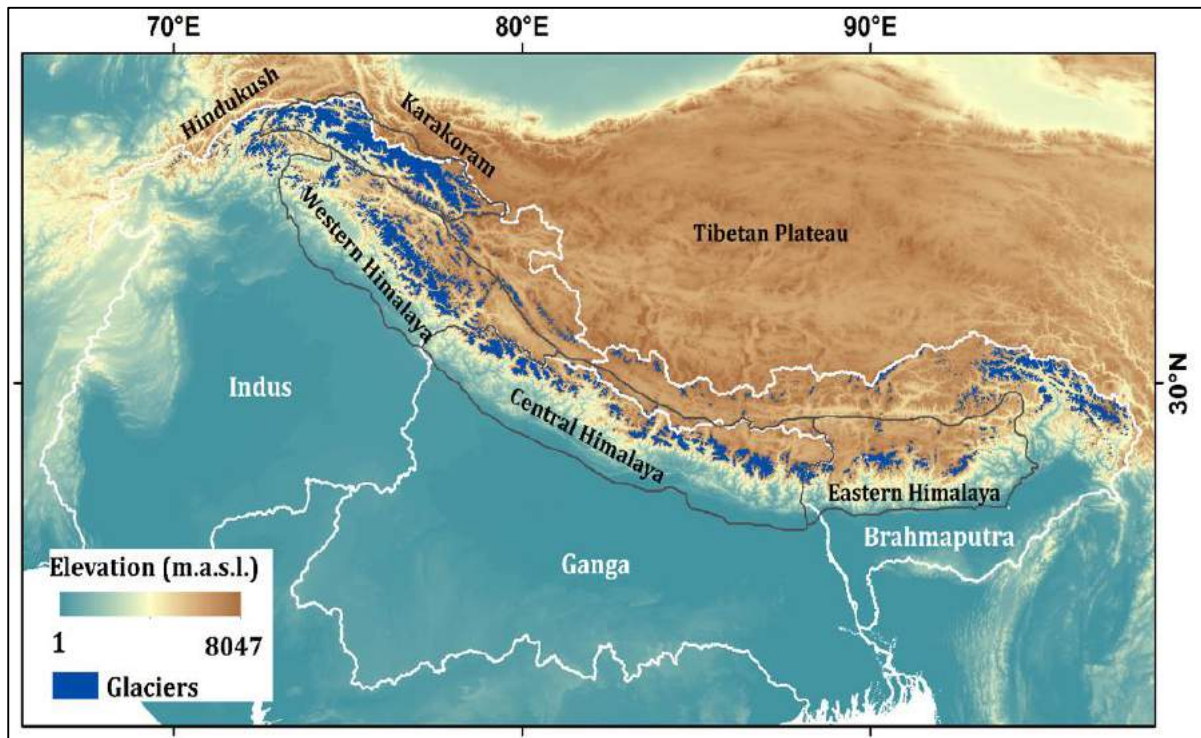 70°E
80°E
90°E
Hindukush
Karakoram
Western Himalaya
Tibetan Plateau
30°N
Indus
Central Himalaya
Eastern Himalaya
Brahmaputra
Ganga
Elevation (m.a.s.l.)
1
8047
Glaciers